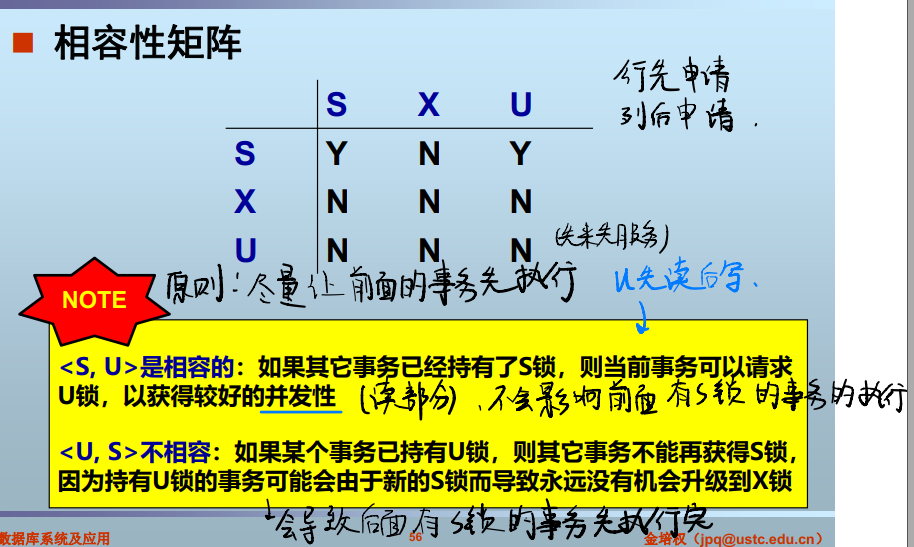 ■ 相容性矩阵
行先申请
列后申请.
S X U
S Y N Y
X N N N
U N N N
(先来先服务)
原则:尽量让前面的事务先执行
U先读后写.
NOTE
<S, U>是相容的:如果其它事务已经持有了S锁,则当前事务可以请求
U锁,以获得较好的并发性
(读部分)、不会影响前面有S锁的事务的执行
<U, S>不相容:如果某个事务已持有U锁,则其它事务不能再获得S锁,
因为持有U锁的事务可能会由于新的S锁而导致永远没有机会升级到X锁
会导致后面有S锁的事务先执行完
数据库系统及应用
56
金培权(jpq@ustc.edu.cn)